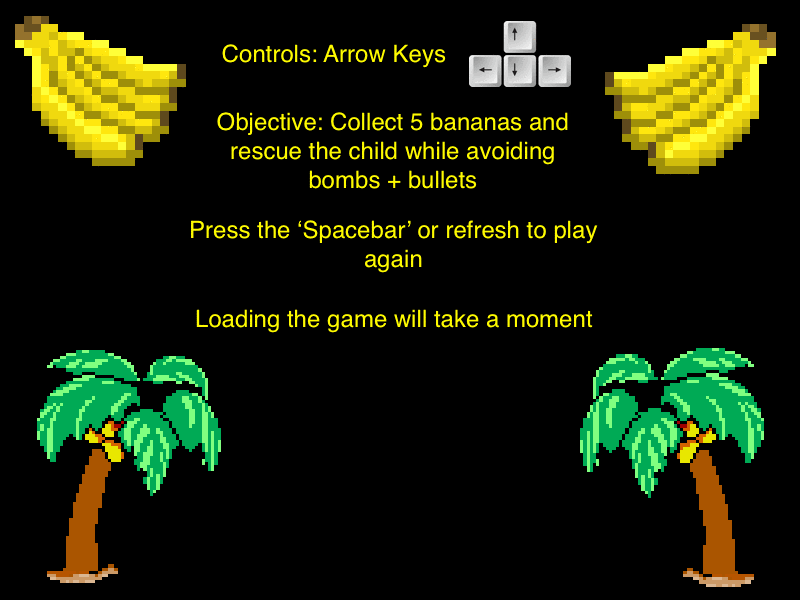 Controls: Arrow Keys
↑
← ↓ →
Objective: Collect 5 bananas and
rescue the child while avoiding
bombs + bullets
Press the ‘Spacebar’ or refresh to play
again
Loading the game will take a moment